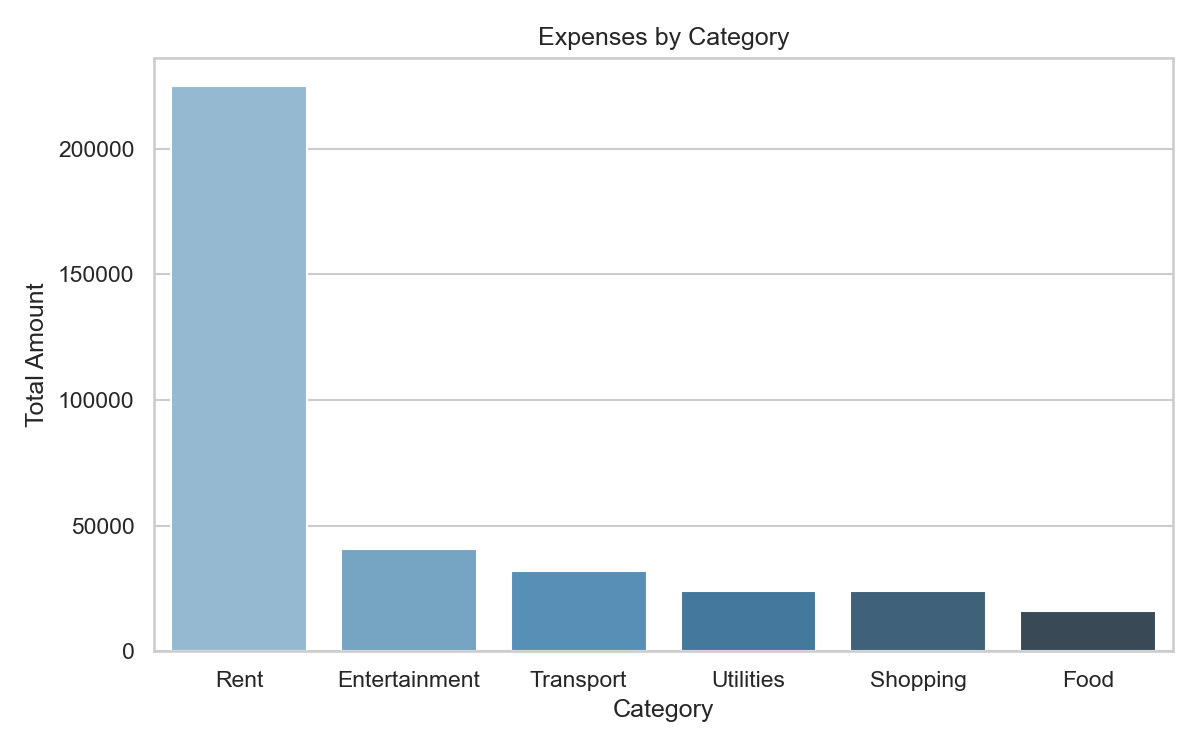 Expenses by Category
Total Amount
200000
150000
100000
50000
0
Rent Entertainment Transport Utilities Shopping Food
Category